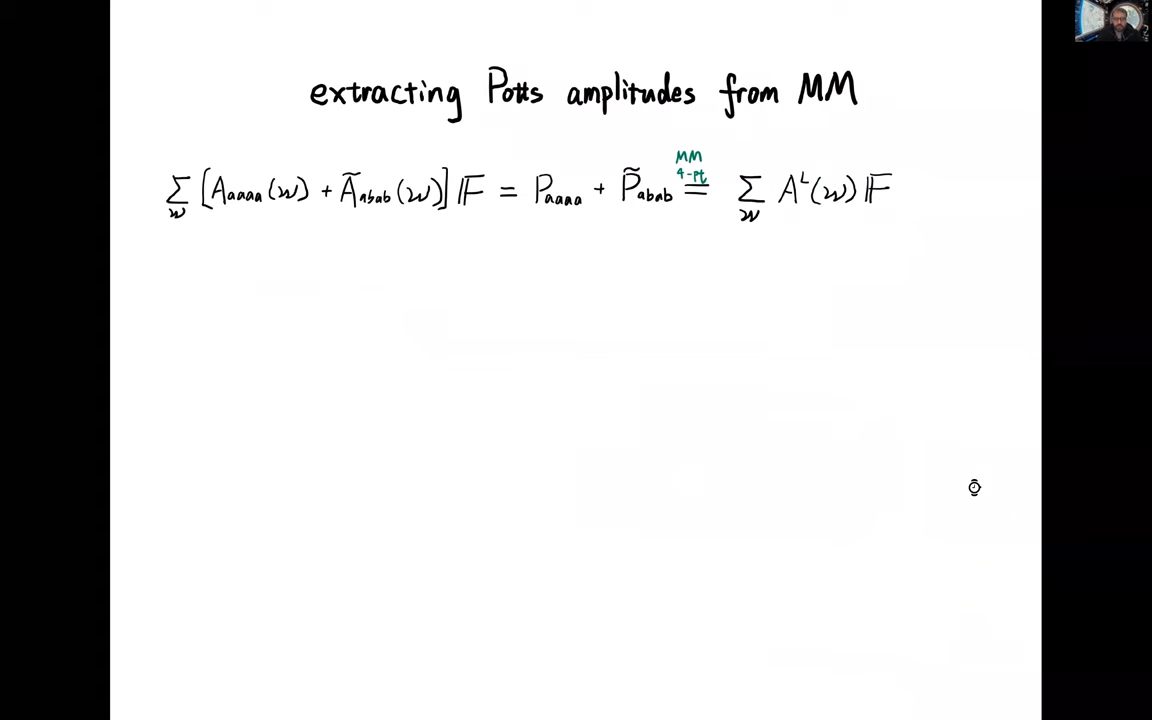 extracting Potts amplitudes from MM
MM
4-pt
∑_w [A_aaaa(w) + Ã_abab(w)] 𝔽 = P_aaaa + P̃_abab = ∑_w A^L(w) 𝔽